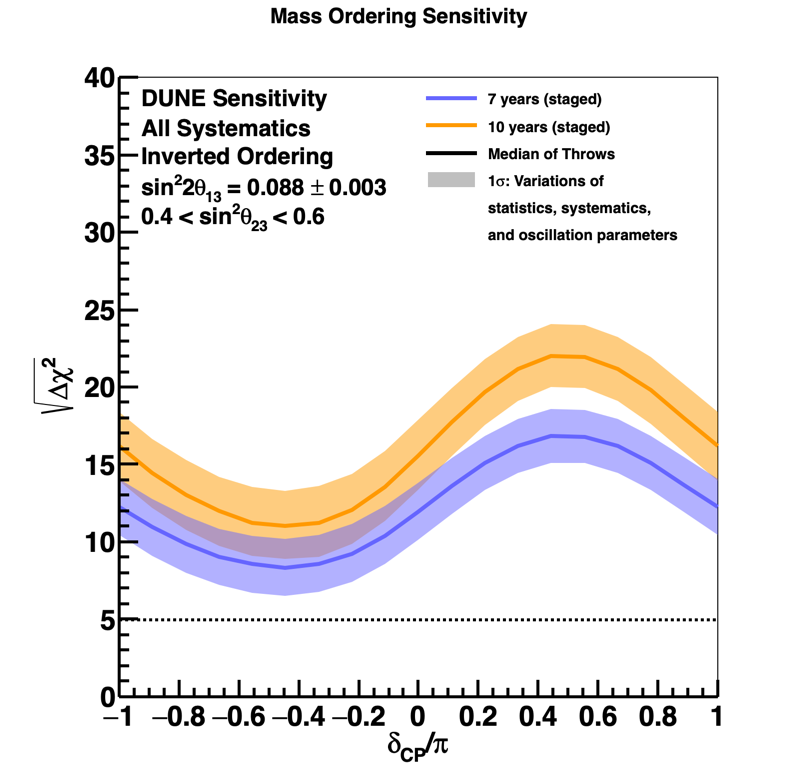 Mass Ordering Sensitivity
DUNE Sensitivity
All Systematics
Inverted Ordering
sin²2θ₁₃ = 0.088 ± 0.003
0.4 < sin²θ₂₃ < 0.6
7 years (staged)
10 years (staged)
Median of Throws
1σ: Variations of
statistics, systematics,
and oscillation parameters
√Δχ²
40
35
30
25
20
15
10
5
0
−1 −0.8 −0.6 −0.4 −0.2 0 0.2 0.4 0.6 0.8 1
δCP/π